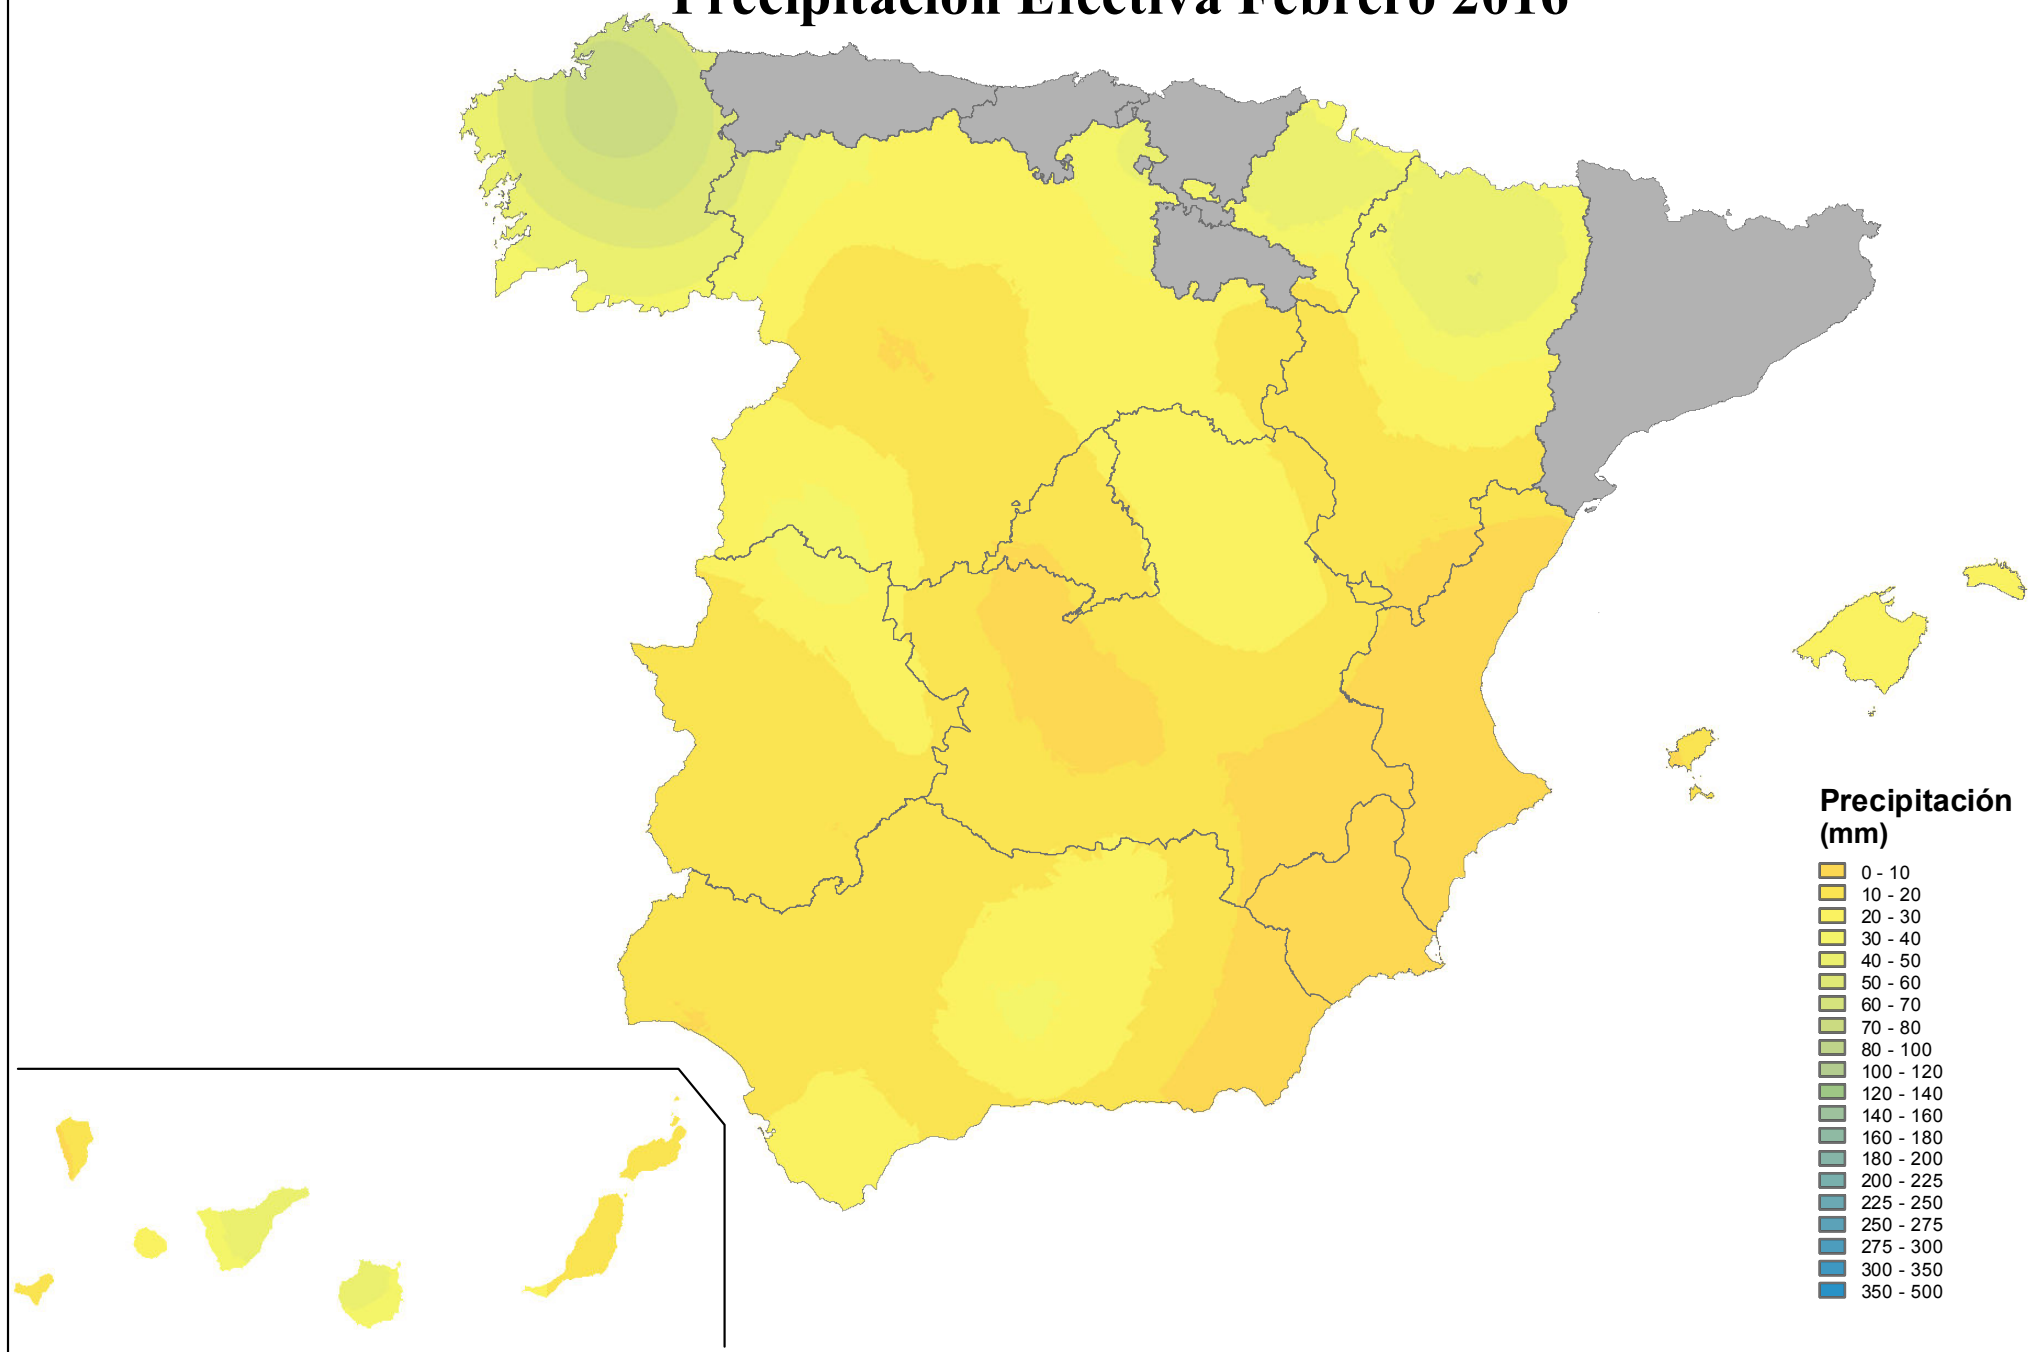 Precipitación Efectiva Febrero 2016
Precipitación
(mm)
0 - 10
10 - 20
20 - 30
30 - 40
40 - 50
50 - 60
60 - 70
70 - 80
80 - 100
100 - 120
120 - 140
140 - 160
160 - 180
180 - 200
200 - 225
225 - 250
250 - 275
275 - 300
300 - 350
350 - 500